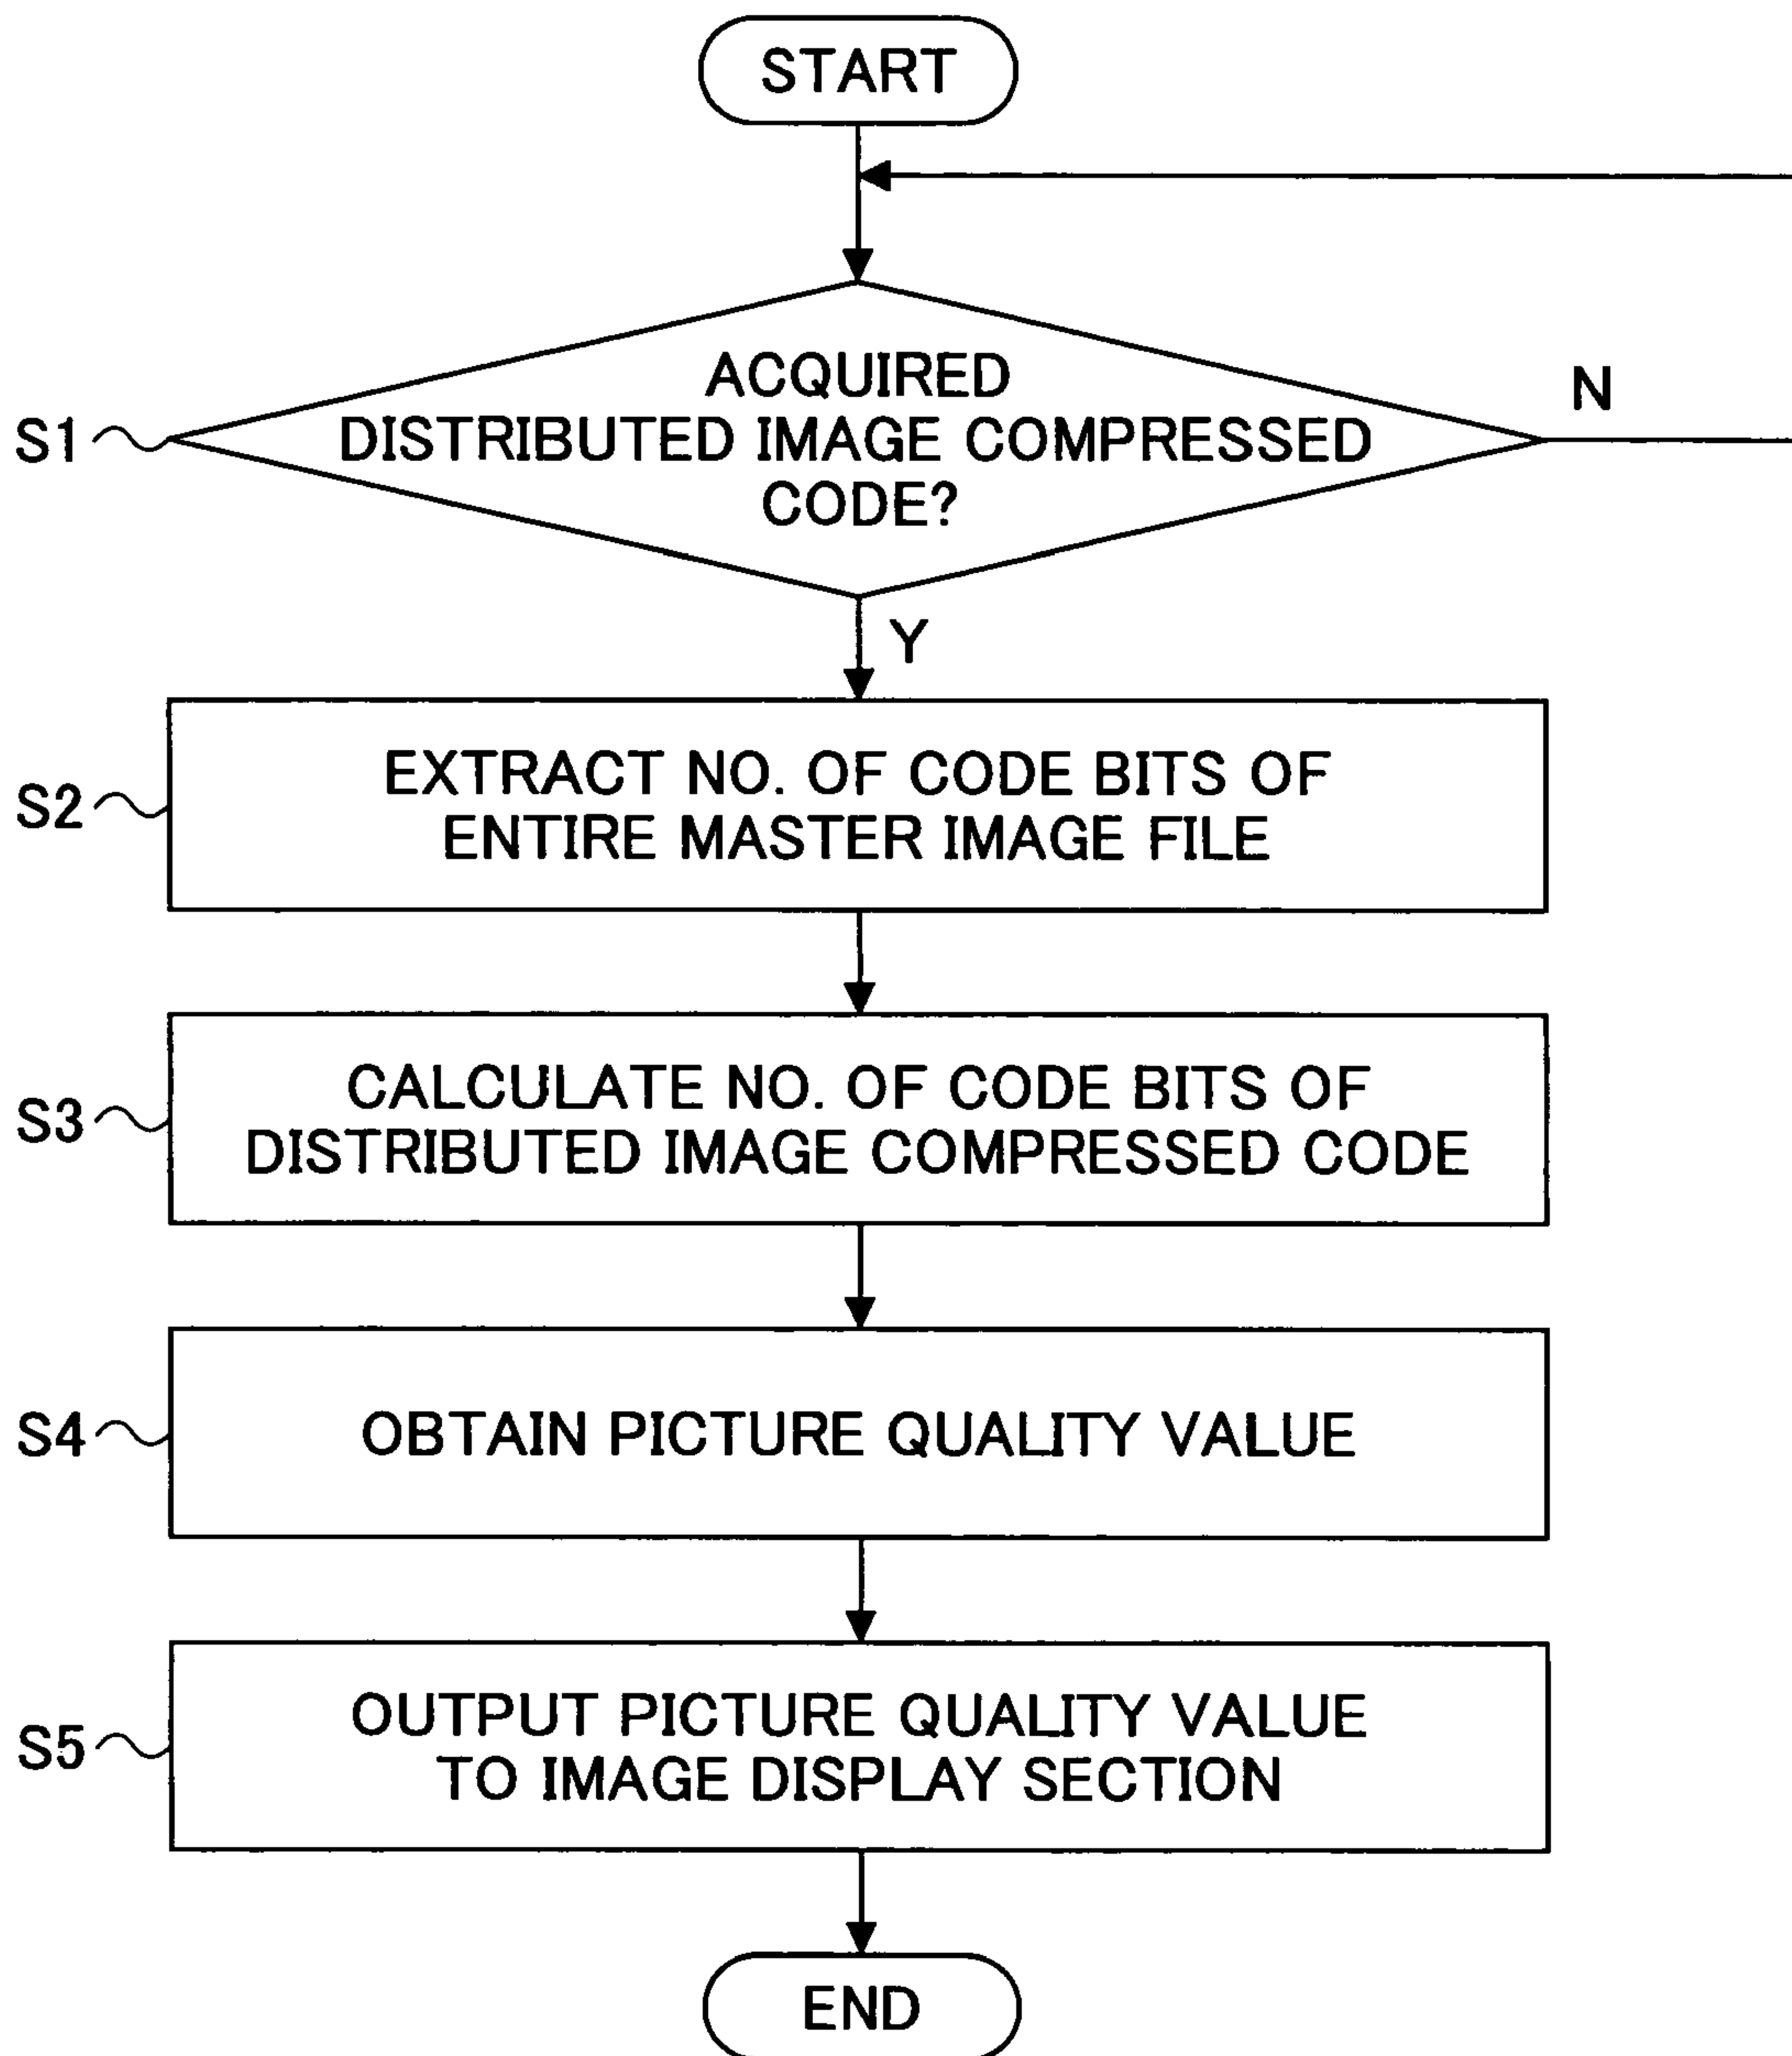 START
ACQUIRED
DISTRIBUTED IMAGE COMPRESSED
CODE?
N
S1
Y
S2
EXTRACT NO. OF CODE BITS OF
ENTIRE MASTER IMAGE FILE
S3
CALCULATE NO. OF CODE BITS OF
DISTRIBUTED IMAGE COMPRESSED CODE
S4
OBTAIN PICTURE QUALITY VALUE
S5
OUTPUT PICTURE QUALITY VALUE
TO IMAGE DISPLAY SECTION
END